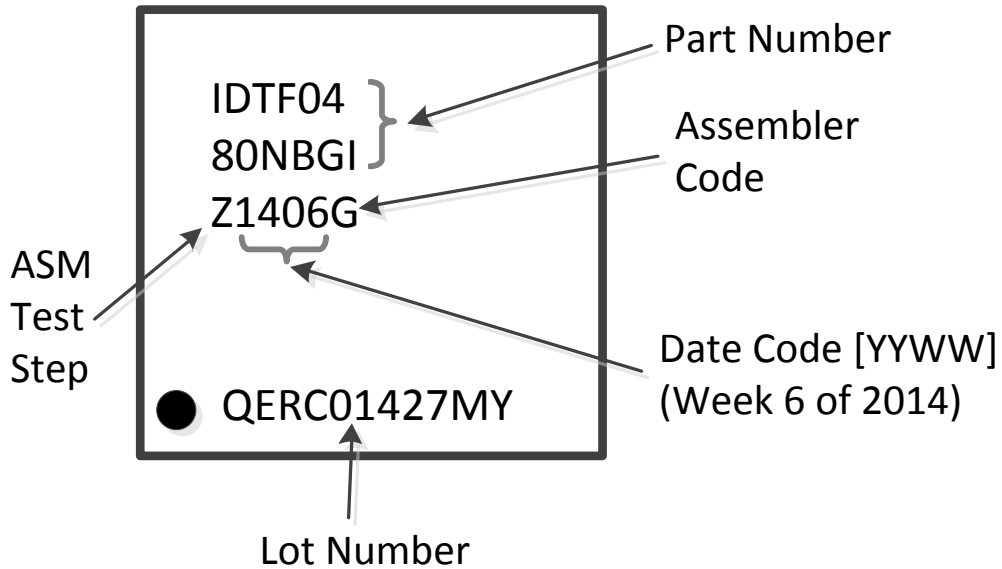 Part Number
IDTF04
80NBGI
Assembler
Code
Z1406G
ASM
Test
Step
Date Code [YYWW]
(Week 6 of 2014)
QERC01427MY
Lot Number